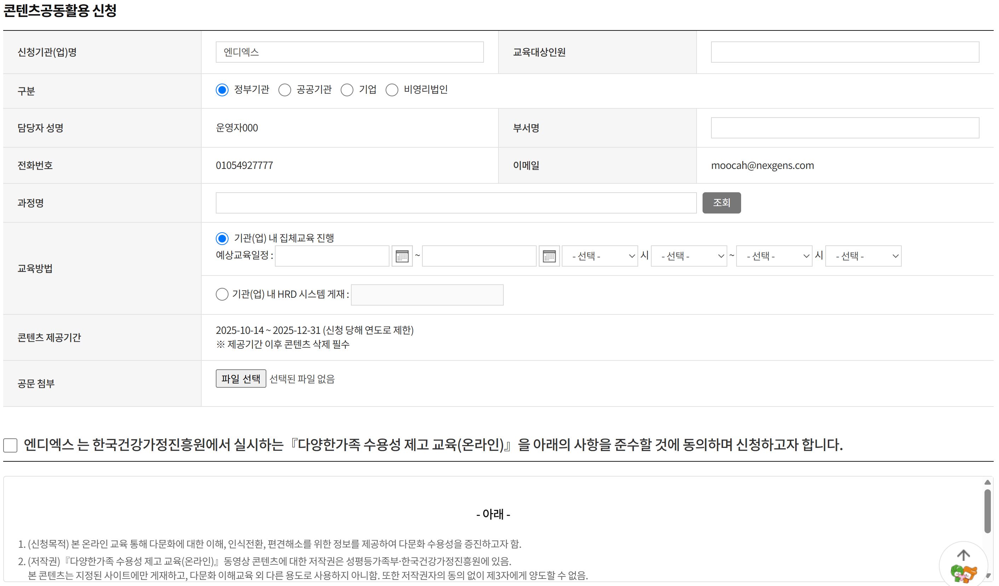 콘텐츠공동활용 신청
신청기관(업)명 엔디엑스 교육대상인원
구분 정부기관 공공기관 기업 비영리법인
담당자 성명 운영자000 부서명
전화번호 01054927777 이메일 moocah@nexgens.com
과정명 조회
교육방법
기관(업) 내 집체교육 진행
예상교육일정 : ~ - 선택 - 시 - 선택 - ~ - 선택 - 시 - 선택 -
기관(업) 내 HRD 시스템 게재 :
콘텐츠 제공기간
2025-10-14 ~ 2025-12-31 (신청 당해 연도로 제한)
※ 제공기간 이후 콘텐츠 삭제 필수
공문 첨부 파일 선택 선택된 파일 없음
엔디엑스 는 한국건강가정진흥원에서 실시하는『다양한가족 수용성 제고 교육(온라인)』을 아래의 사항을 준수할 것에 동의하며 신청하고자 합니다.
- 아래 -
1. (신청목적) 본 온라인 교육 통해 다문화에 대한 이해, 인식전환, 편견해소를 위한 정보를 제공하여 다문화 수용성을 증진하고자 함.
2. (저작권)『다양한가족 수용성 제고 교육(온라인)』동영상 콘텐츠에 대한 저작권은 성평등가족부·한국건강가정진흥원에 있음.
본 콘텐츠는 지정된 사이트에만 게재하고, 다문화 이해교육 외 다른 용도로 사용하지 아니함. 또한 저작권자의 동의 없이 제3자에게 양도할 수 없음.